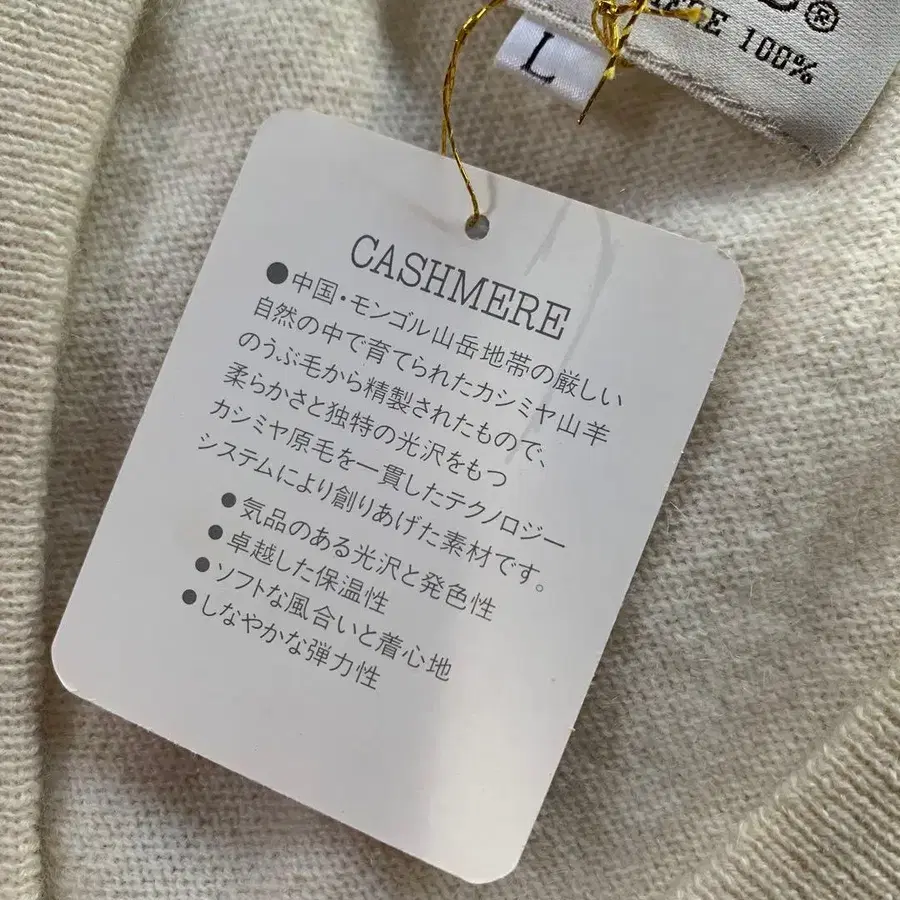 L
100%
CASHMERE
●中国・モンゴル山岳地帯の厳しい
自然の中で育てられたカシミヤ山羊
のうぶ毛から精製されたもので、
柔らかさと独特の光沢をもつ
カシミヤ原毛を一貫したテクノロジー
システムにより創りあげた素材です。
●気品のある光沢と発色性
●卓越した保温性
●ソフトな風合いと着心地
●しなやかな弾力性